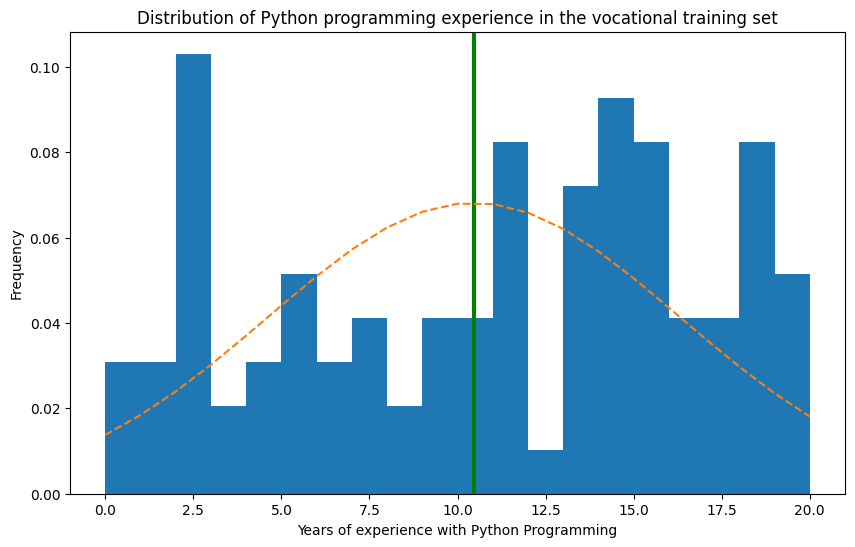 Distribution of Python programming experience in the vocational training set
Frequency
0.10
0.08
0.06
0.04
0.02
0.00
0.0 2.5 5.0 7.5 10.0 12.5 15.0 17.5 20.0
Years of experience with Python Programming